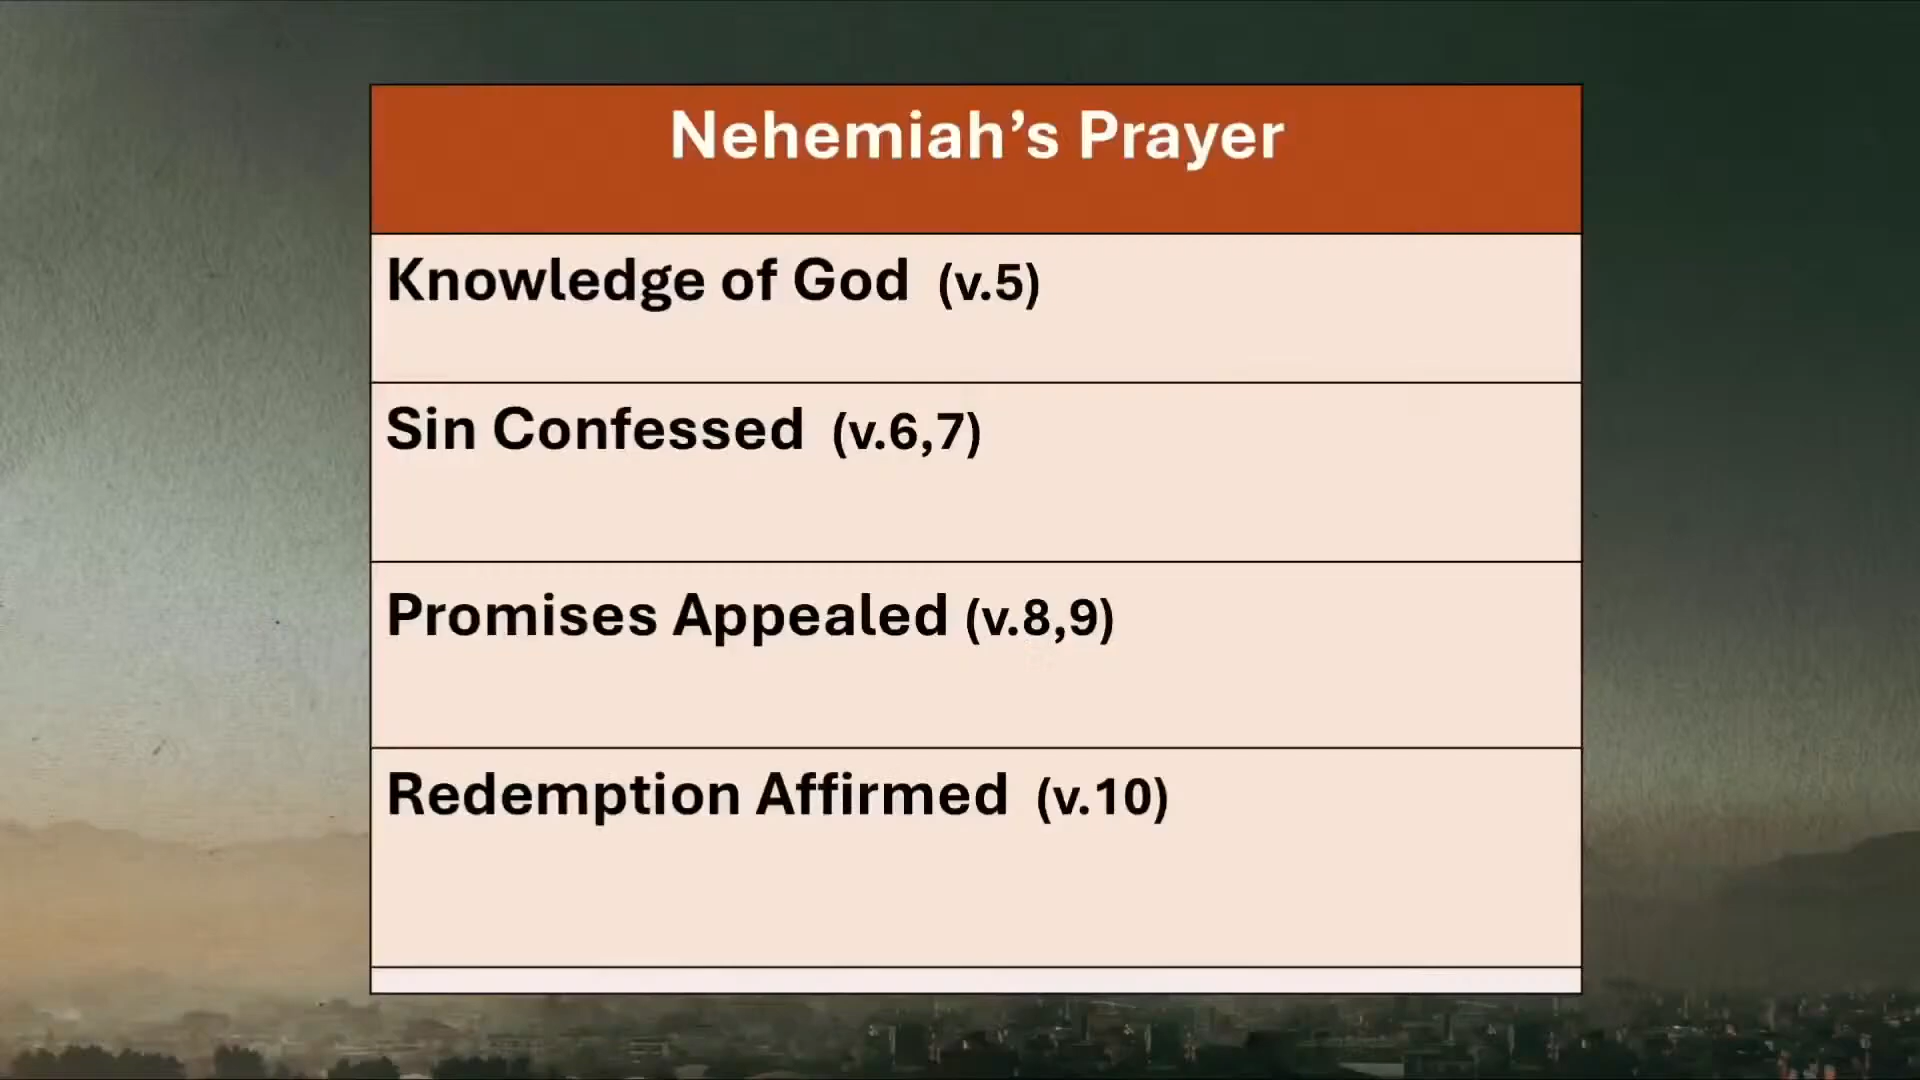 Nehemiah’s Prayer
Knowledge of God (v.5)
Sin Confessed (v.6,7)
Promises Appealed (v.8,9)
Redemption Affirmed (v.10)